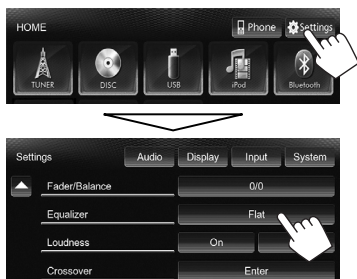 HOME
Phone
Settings
TUNER
DISC
USB
iPod
Bluetooth
Settings
Audio
Display
Input
System
Fader/Balance
0/0
Equalizer
Flat
Loudness
On
Crossover
Enter